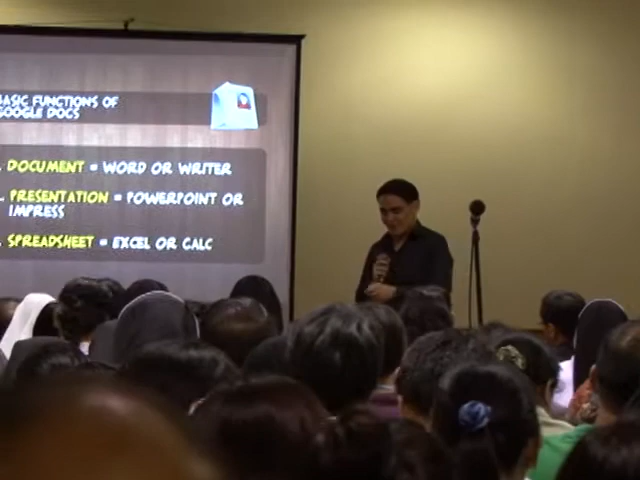 BASIC FUNCTIONS OF
GOOGLE DOCS
. DOCUMENT = WORD OR WRITER
. PRESENTATION = POWERPOINT OR
IMPRESS
. SPREADSHEET = EXCEL OR CALC